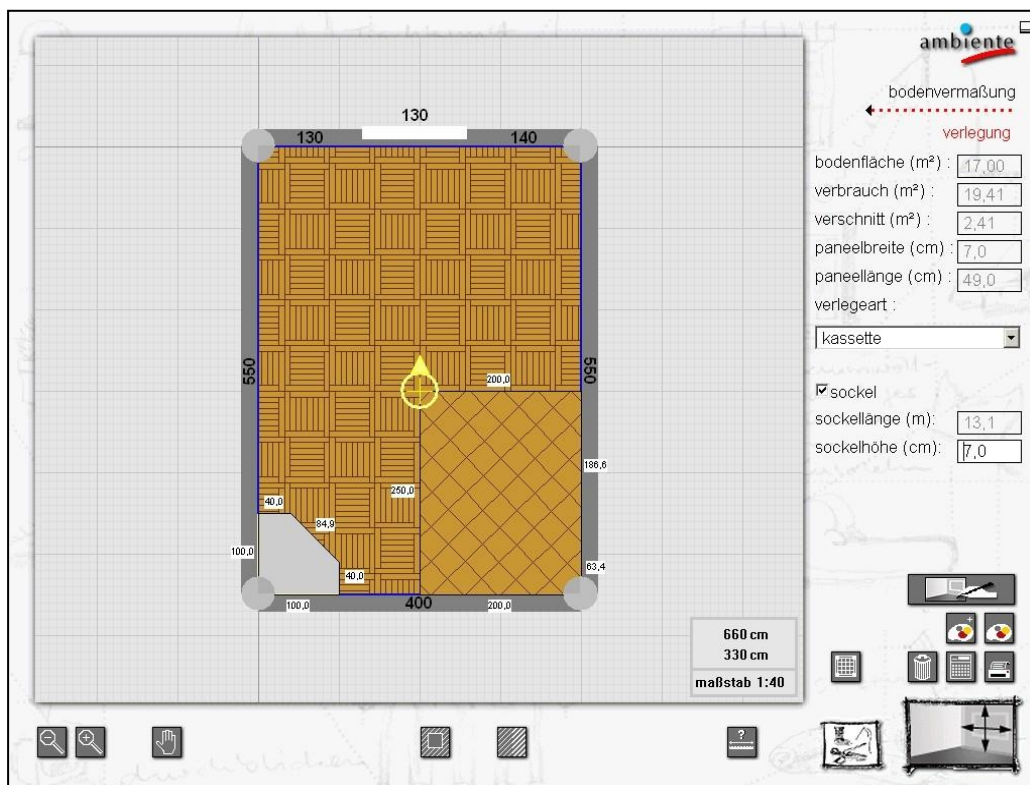 ambiente
bodenvermaßung
verlegung
bodenfläche (m²) : 17,00
verbrauch (m²) : 19,41
verschnitt (m²) : 2,41
paneelbreite (cm) : 7,0
paneellänge (cm) : 49,0
verlegeart :
kassette
sockel
sockellänge (m): 13,1
sockelhöhe (cm): 7,0
130
130 140
550 550
200,0
186,6
250,0
40,0
84,9
100,0
40,0
63,4
100,0 400 200,0
660 cm
330 cm
maßstab 1:40
?